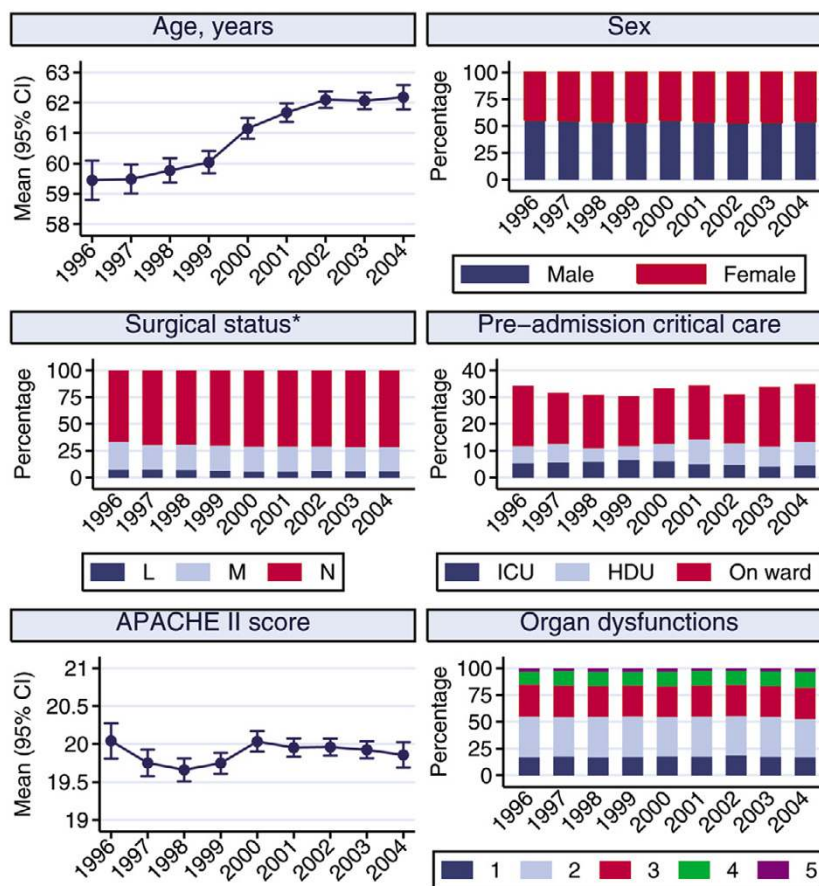 Age, years
Mean (95% CI)
63
62
61
60
59
58
1996 1997 1998 1999 2000 2001 2002 2003 2004
Sex
Percentage
100
75
50
25
0
1996 1997 1998 1999 2000 2001 2002 2003 2004
Male Female
Surgical status*
Percentage
100
75
50
25
0
1996 1997 1998 1999 2000 2001 2002 2003 2004
L M N
Pre-admission critical care
Percentage
40
30
20
10
0
1996 1997 1998 1999 2000 2001 2002 2003 2004
ICU HDU On ward
APACHE II score
Mean (95% CI)
21
20.5
20
19.5
19
1996 1997 1998 1999 2000 2001 2002 2003 2004
Organ dysfunctions
Percentage
100
75
50
25
0
1996 1997 1998 1999 2000 2001 2002 2003 2004
1 2 3 4 5